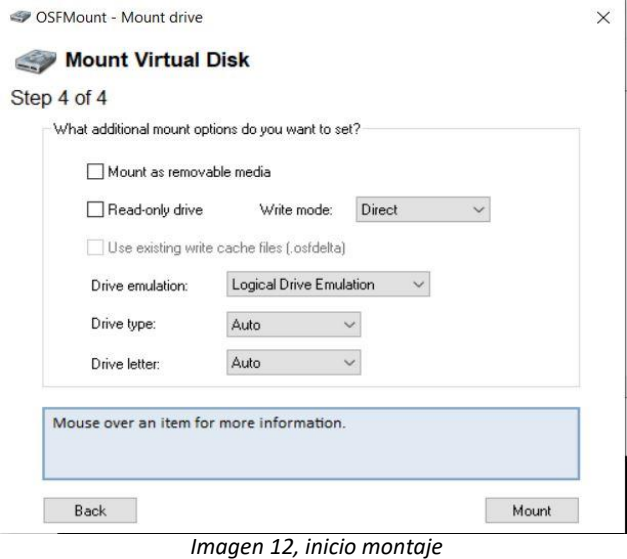 OSFMount - Mount drive
Mount Virtual Disk
Step 4 of 4
What additional mount options do you want to set?
Mount as removable media
Read-only drive Write mode: Direct
Use existing write cache files (.osfdelta)
Drive emulation: Logical Drive Emulation
Drive type: Auto
Drive letter: Auto
Mouse over an item for more information.
Back Mount
Imagen 12, inicio montaje